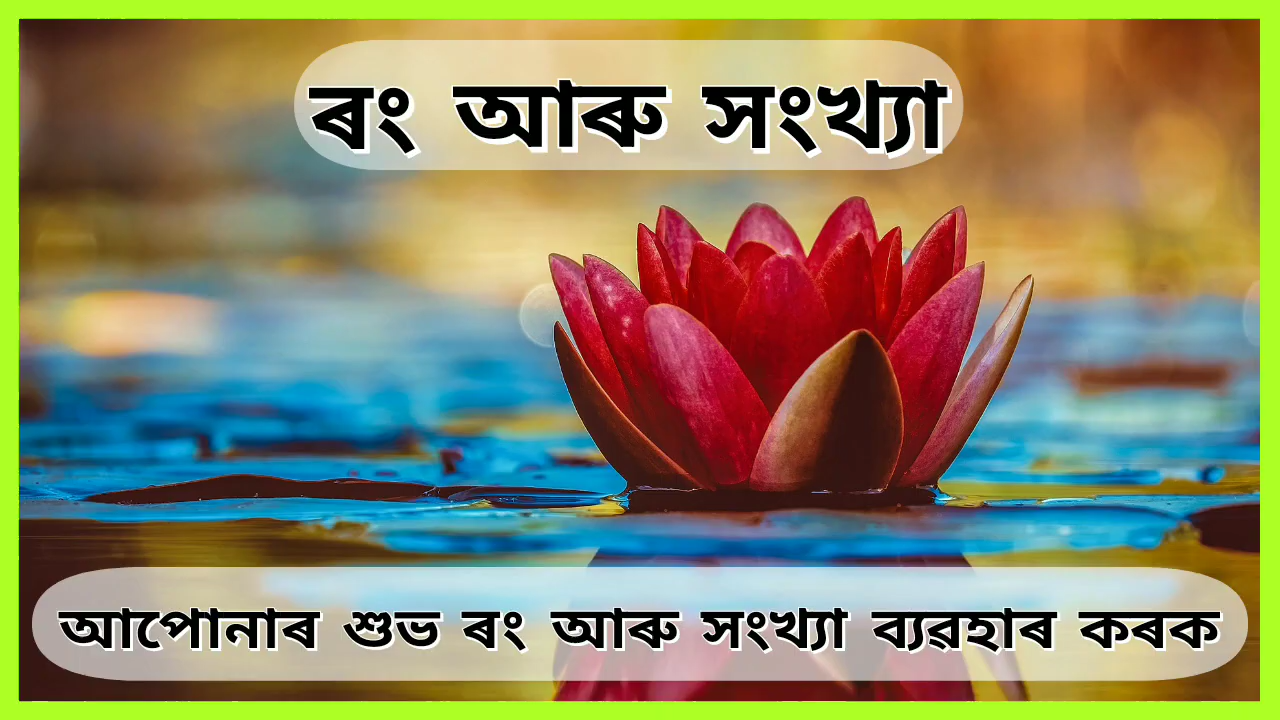 ৰং আৰু সংখ্যা
আপোনাৰ শুভ ৰং আৰু সংখ্যা ব্যৱহাৰ কৰক